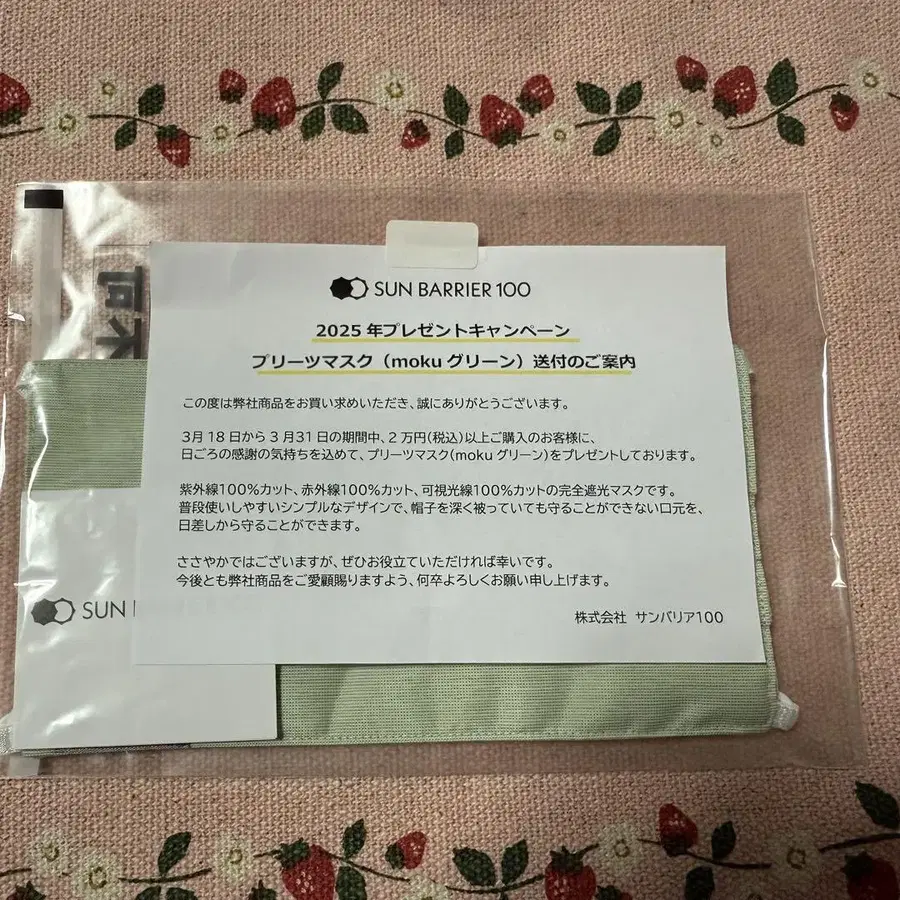 SUN BARRIER 100
2025 年プレゼントキャンペーン
プリーツマスク（moku グリーン）送付のご案内
この度は弊社商品をお買い求めいただき、誠にありがとうございます。
3月 18 日から 3 月 31 日の期間中、2 万円(税込)以上ご購入のお客様に、
日ごろの感謝の気持ちを込めて、プリーツマスク(moku グリーン)をプレゼントしております。
紫外線100%カット、赤外線100%カット、可視光線100%カットの完全遮光マスクです。
普段使いしやすいシンプルなデザインで、帽子を深く被っていても守ることができない口元を、
日差しから守ることができます。
ささやかではございますが、ぜひお役立ていただければ幸いです。
今後とも弊社商品をご愛顧賜りますよう、何卒よろしくお願い申し上げます。
株式会社 サンバリア100
SUN